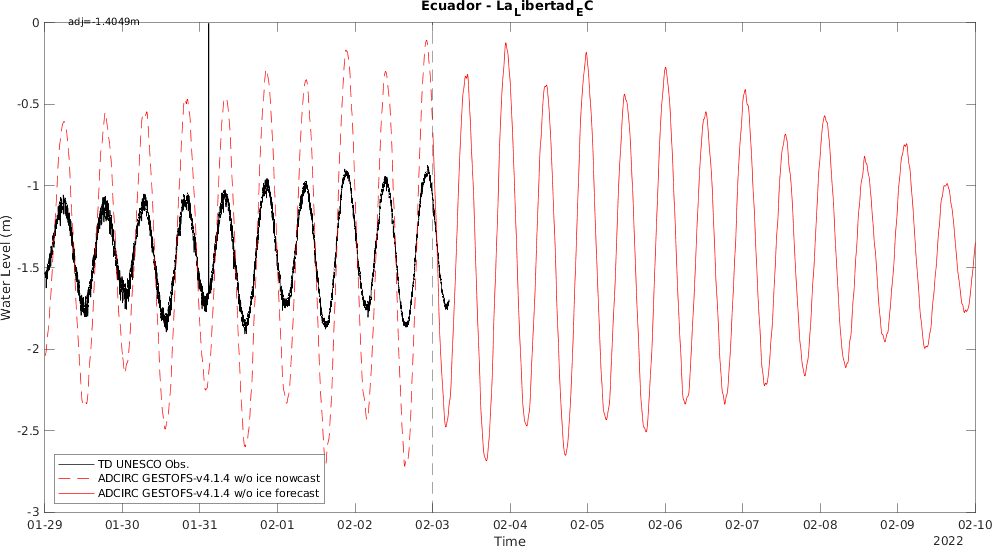 Ecuador - LaLibertadEC
adj=-1.4049m
0
-0.5
-1
-1.5
-2
-2.5
-3
Water Level (m)
TD UNESCO Obs.
ADCIRC GESTOFS-v4.1.4 w/o ice nowcast
ADCIRC GESTOFS-v4.1.4 w/o ice forecast
01-29 01-30 01-31 02-01 02-02 02-03 02-04 02-05 02-06 02-07 02-08 02-09 02-10
Time
2022